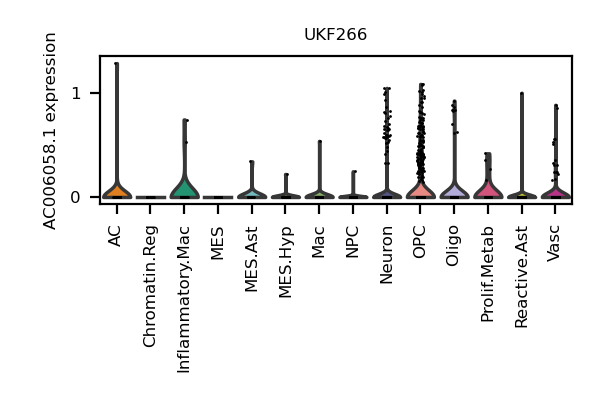 UKF266
AC006058.1 expression
1
0
AC
Chromatin.Reg
Inflammatory.Mac
MES
MES.Ast
MES.Hyp
Mac
NPC
Neuron
OPC
Oligo
Prolif.Metab
Reactive.Ast
Vasc